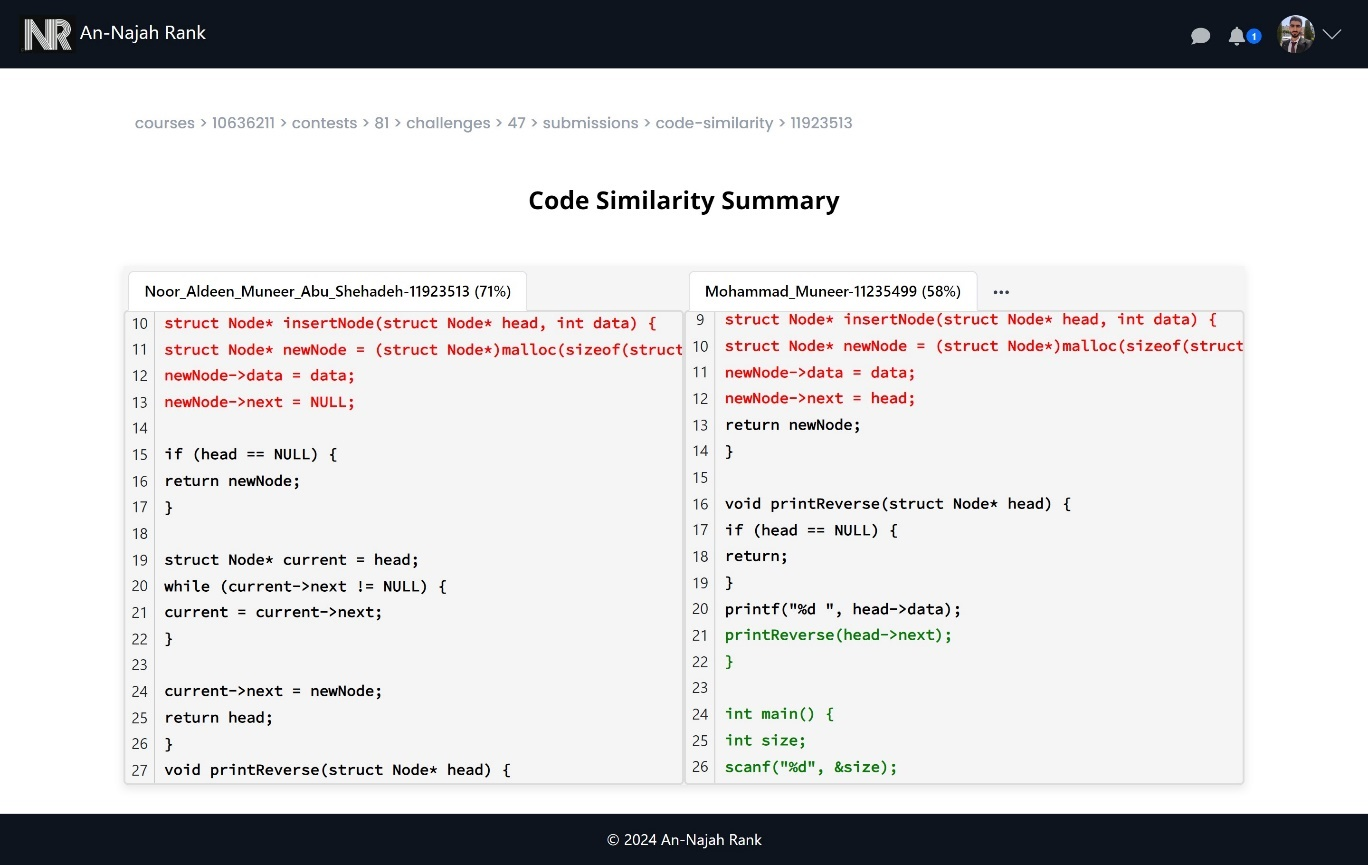 NR An-Najah Rank
1
courses > 10636211 > contests > 81 > challenges > 47 > submissions > code-similarity > 11923513
Code Similarity Summary
Noor_Aldeen_Muneer_Abu_Shehadeh-11923513 (71%)
10 struct Node* insertNode(struct Node* head, int data) {
11 struct Node* newNode = (struct Node*)malloc(sizeof(struct
12 newNode->data = data;
13 newNode->next = NULL;
14
15 if (head == NULL) {
16 return newNode;
17 }
18
19 struct Node* current = head;
20 while (current->next != NULL) {
21 current = current->next;
22 }
23
24 current->next = newNode;
25 return head;
26 }
27 void printReverse(struct Node* head) {
Mohammad_Muneer-11235499 (58%) ...
9 struct Node* insertNode(struct Node* head, int data) {
10 struct Node* newNode = (struct Node*)malloc(sizeof(struct
11 newNode->data = data;
12 newNode->next = head;
13 return newNode;
14 }
15
16 void printReverse(struct Node* head) {
17 if (head == NULL) {
18 return;
19 }
20 printf("%d ", head->data);
21 printReverse(head->next);
22 }
23
24 int main() {
25 int size;
26 scanf("%d", &size);
© 2024 An-Najah Rank